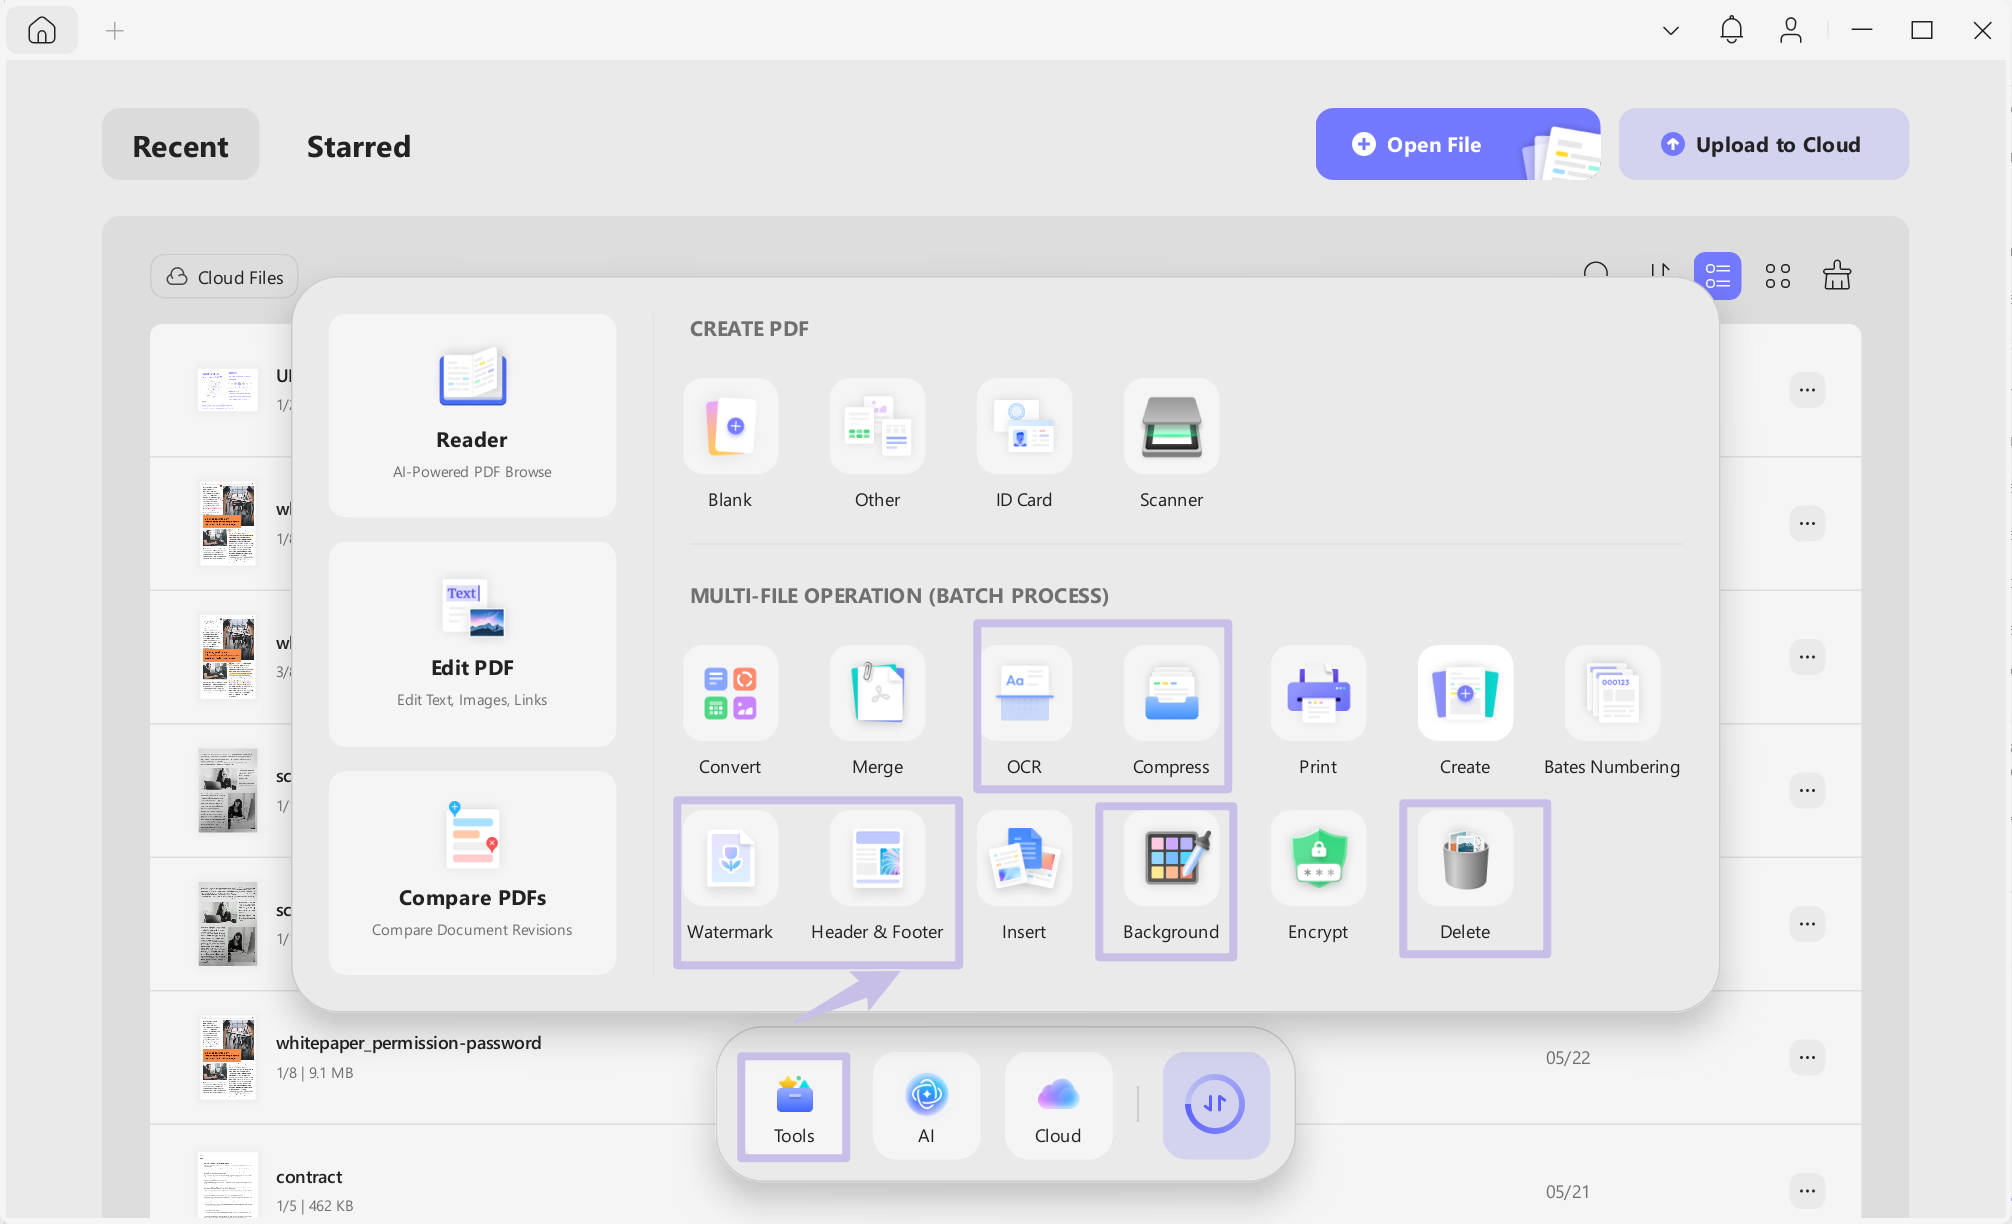 Recent
Starred
Open File
Upload to Cloud
Cloud Files
Reader
AI-Powered PDF Browse
Edit PDF
Edit Text, Images, Links
Compare PDFs
Compare Document Revisions
CREATE PDF
Blank
Other
ID Card
Scanner
MULTI-FILE OPERATION (BATCH PROCESS)
Text
Aa
000123
Convert
Merge
OCR
Compress
Print
Create
Bates Numbering
Watermark
Header & Footer
Insert
Background
Encrypt
Delete
whitepaper_permission-password
1/8 | 9.1 MB
05/22
contract
1/5 | 462 KB
05/21
Tools
AI
Cloud